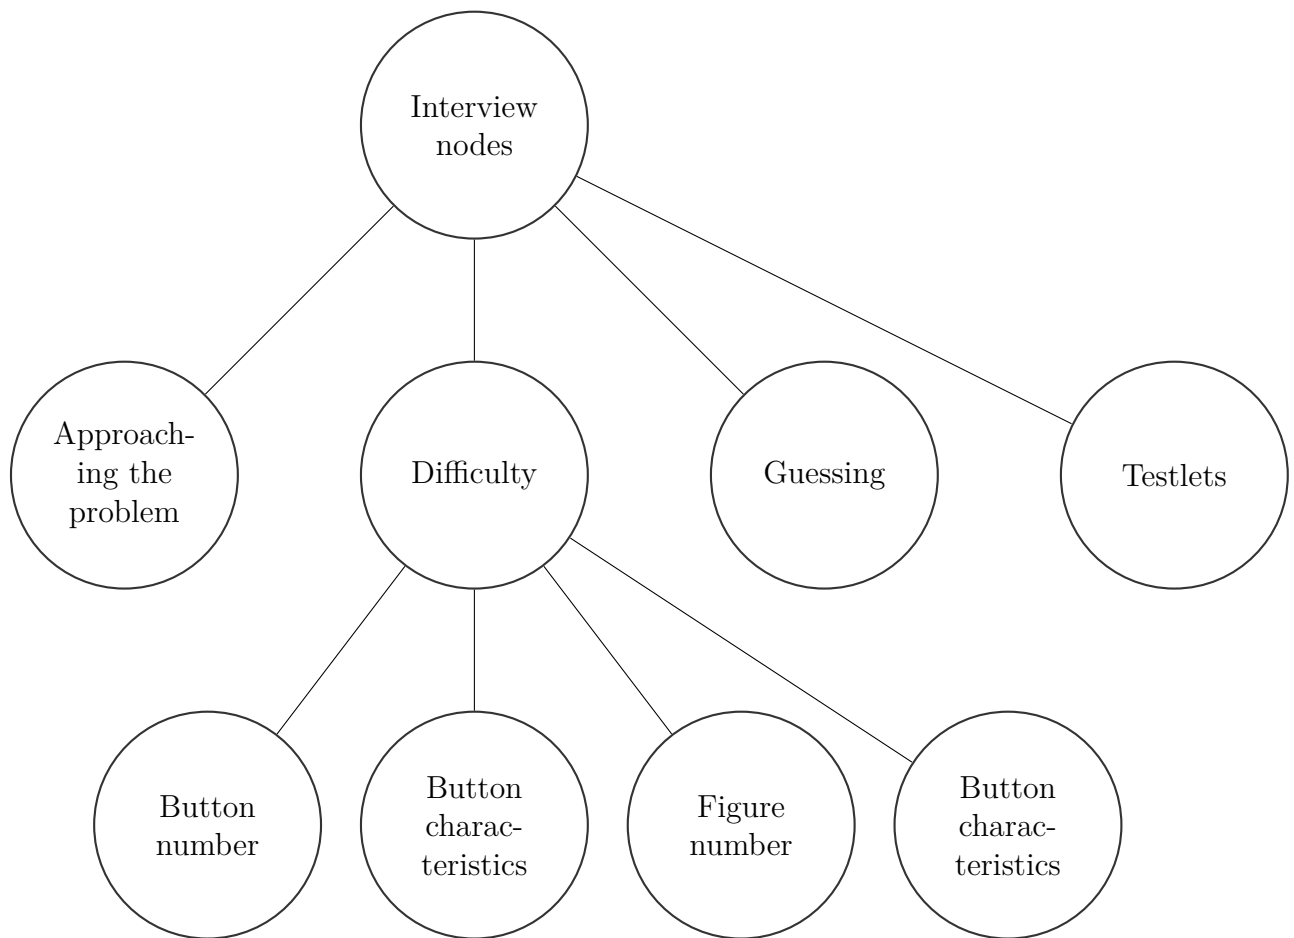 Interview
nodes
Approach-
ing the
problem
Difficulty
Guessing
Testlets
Button
number
Button
charac-
teristics
Figure
number
Button
charac-
teristics